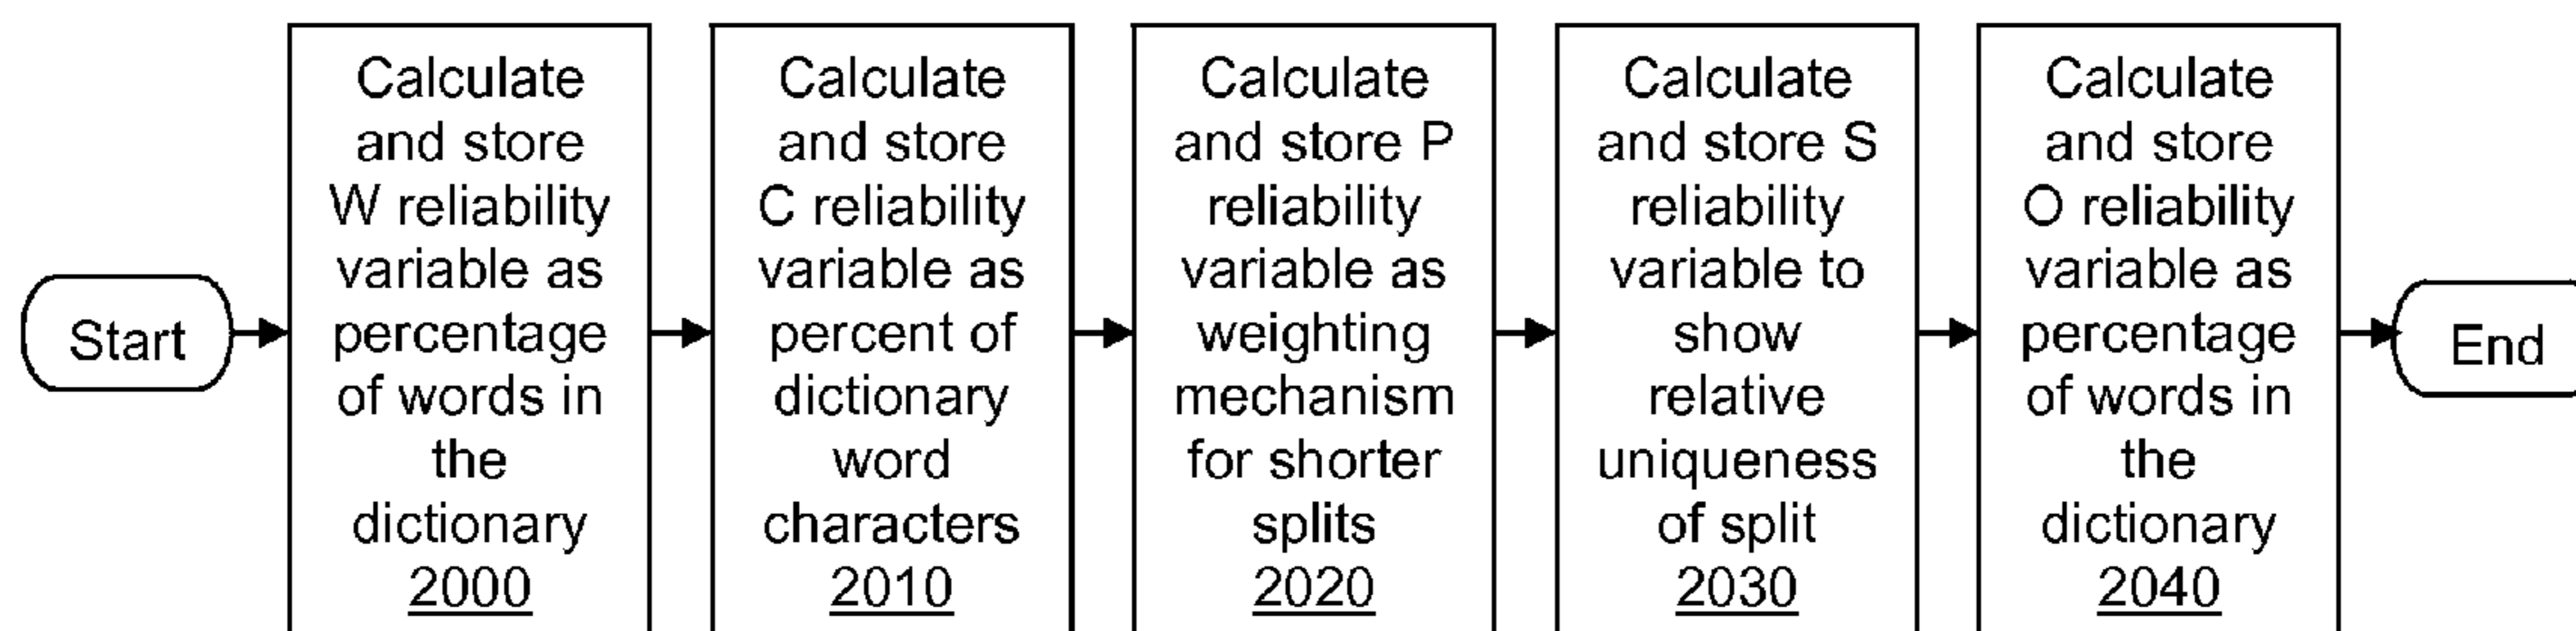 Start
Calculate
and store
W reliability
variable as
percentage
of words in
the
dictionary
2000
Calculate
and store
C reliability
variable as
percent of
dictionary
word
characters
2010
Calculate
and store P
reliability
variable as
weighting
mechanism
for shorter
splits
2020
Calculate
and store S
reliability
variable to
show
relative
uniqueness
of split
2030
Calculate
and store
O reliability
variable as
percentage
of words in
the
dictionary
2040
End